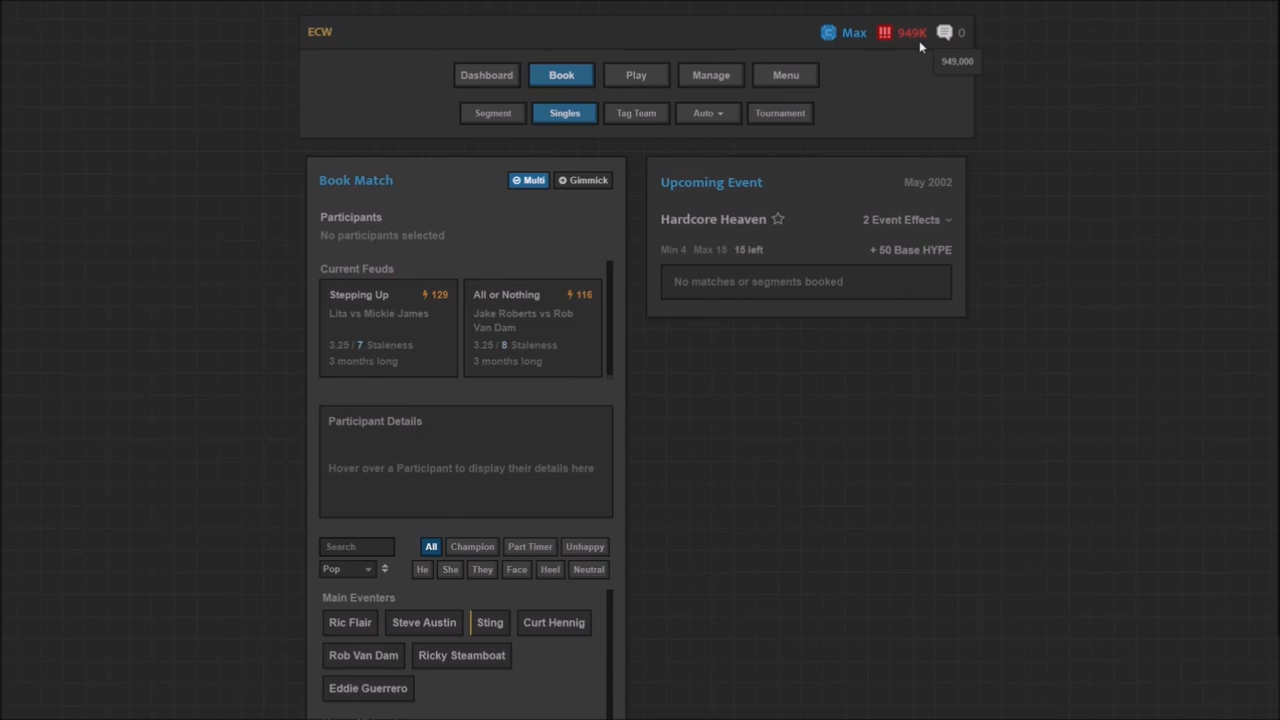 ECW
Max 949K 0
949,000
Dashboard Book Play Manage Menu
Segment Singles Tag Team Auto Tournament
Book Match Multi Gimmick
Participants
No participants selected
Current Feuds
Stepping Up 129
Lita vs Mickie James
3.25 / 7 Staleness
3 months long
All or Nothing 116
Jake Roberts vs Rob
Van Dam
3.25 / 8 Staleness
3 months long
Participant Details
Hover over a Participant to display their details here
Search All Champion Part Timer Unhappy
Pop He She They Face Heel Neutral
Main Eventers
Ric Flair Steve Austin Sting Curt Hennig
Rob Van Dam Ricky Steamboat
Eddie Guerrero
Upcoming Event May 2002
Hardcore Heaven 2 Event Effects
Min 4 Max 15 15 left + 50 Base HYPE
No matches or segments booked